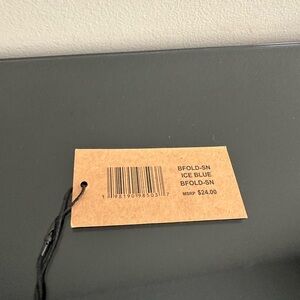 BFOLD-SN
ICE BLUE
BFOLD-SN
MSRP $24.00